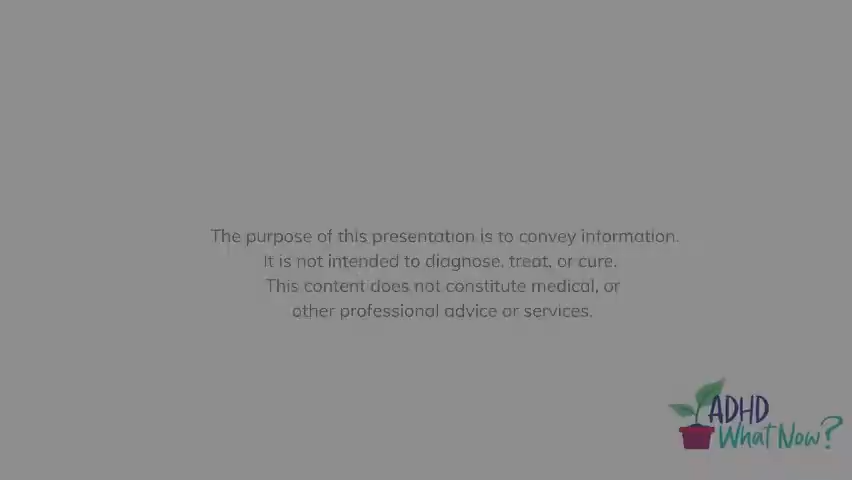 The purpose of this presentation is to convey information.
It is not intended to diagnose, treat, or cure.
This content does not constitute medical, or
other professional advice or services.
ADHD
What Now?